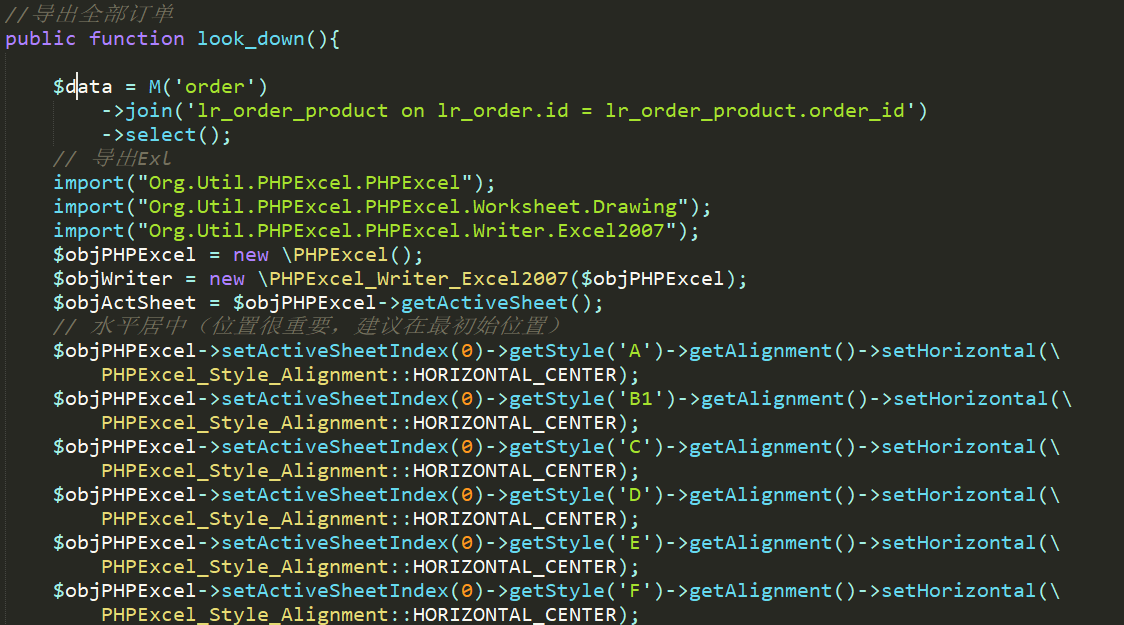 //导出全部订单
public function look_down(){
$data = M('order')
->join('lr_order_product on lr_order.id = lr_order_product.order_id')
->select();
// 导出Exl
import("Org.Util.PHPExcel.PHPExcel");
import("Org.Util.PHPExcel.PHPExcel.Worksheet.Drawing");
import("Org.Util.PHPExcel.PHPExcel.Writer.Excel2007");
$objPHPExcel = new \PHPExcel();
$objWriter = new \PHPExcel_Writer_Excel2007($objPHPExcel);
$objActSheet = $objPHPExcel->getActiveSheet();
// 水平居中（位置很重要，建议在最初始位置）
$objPHPExcel->setActiveSheetIndex(0)->getStyle('A')->getAlignment()->setHorizontal(\
PHPExcel_Style_Alignment::HORIZONTAL_CENTER);
$objPHPExcel->setActiveSheetIndex(0)->getStyle('B1')->getAlignment()->setHorizontal(\
PHPExcel_Style_Alignment::HORIZONTAL_CENTER);
$objPHPExcel->setActiveSheetIndex(0)->getStyle('C')->getAlignment()->setHorizontal(\
PHPExcel_Style_Alignment::HORIZONTAL_CENTER);
$objPHPExcel->setActiveSheetIndex(0)->getStyle('D')->getAlignment()->setHorizontal(\
PHPExcel_Style_Alignment::HORIZONTAL_CENTER);
$objPHPExcel->setActiveSheetIndex(0)->getStyle('E')->getAlignment()->setHorizontal(\
PHPExcel_Style_Alignment::HORIZONTAL_CENTER);
$objPHPExcel->setActiveSheetIndex(0)->getStyle('F')->getAlignment()->setHorizontal(\
PHPExcel_Style_Alignment::HORIZONTAL_CENTER);